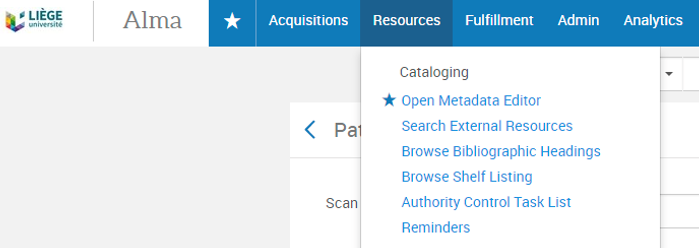 LIÈGE
université
Alma
Acquisitions Resources Fulfillment Admin Analytics
Cataloging
Open Metadata Editor
Search External Resources
Browse Bibliographic Headings
Browse Shelf Listing
Authority Control Task List
Reminders
Pat
Scan